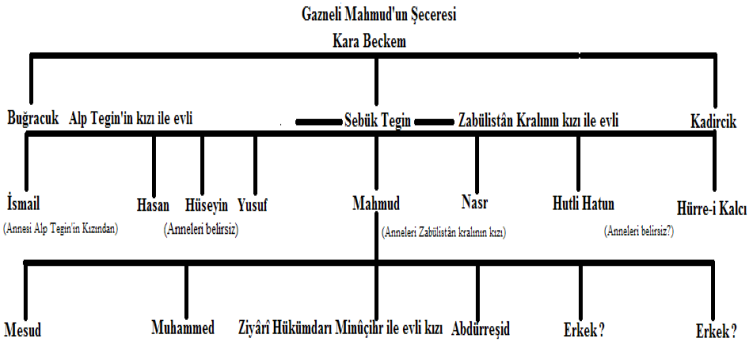 Gazneli Mahmud'un Şeceresi
Kara Beckem
Buğracuk Alp Tegin'in kızı ile evli Sebük Tegin Zabülistân Kralının kızı ile evli Kadircik
İsmail Hasan Hüseyin Yusuf Mahmud Nasr Hutli Hatun Hürre-i Kalcı
(Annesi Alp Tegin'in Kızından) (Anneleri belirsiz) (Anneleri Zabülistân kralının kızı) (Anneleri belirsiz?)
Mesud Muhammed Ziyârî Hükümdarı Minûçihr ile evli kızı Abdürreşid Erkek? Erkek?